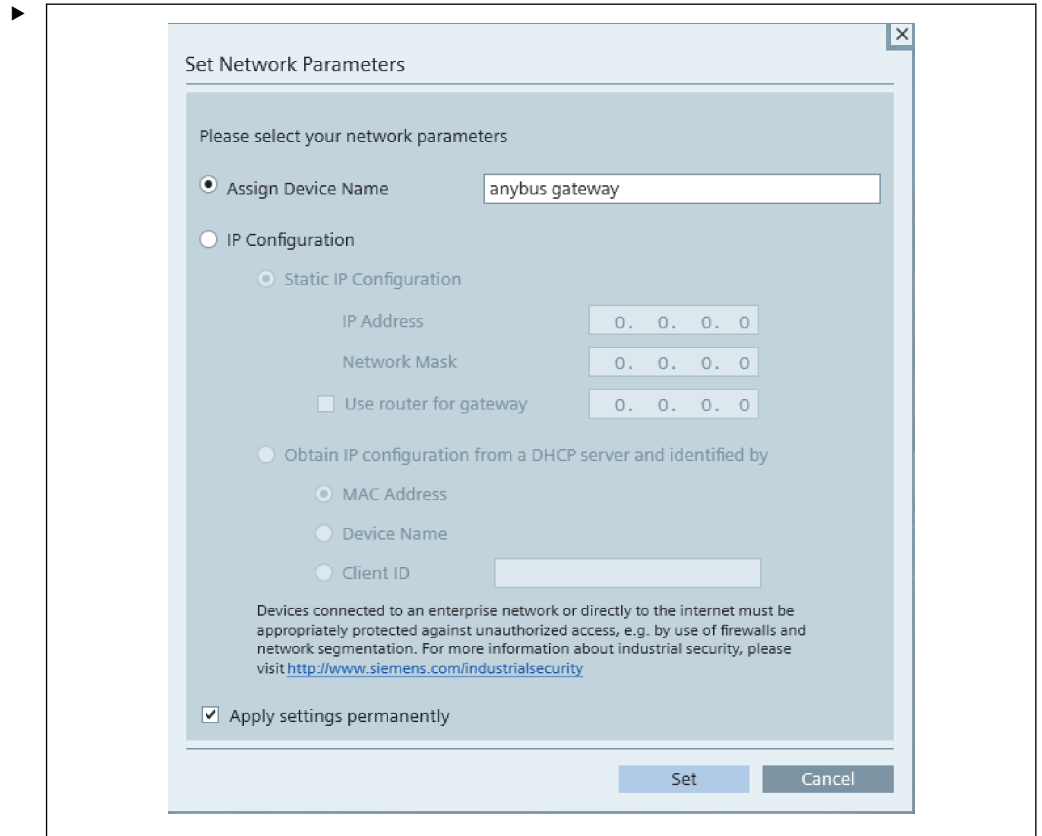 Set Network Parameters
Please select your network parameters
Assign Device Name anybus gateway
IP Configuration
Static IP Configuration
IP Address 0. 0. 0. 0
Network Mask 0. 0. 0. 0
Use router for gateway 0. 0. 0. 0
Obtain IP configuration from a DHCP server and identified by
MAC Address
Device Name
Client ID
Devices connected to an enterprise network or directly to the internet must be
appropriately protected against unauthorized access, e.g. by use of firewalls and
network segmentation. For more information about industrial security, please
visit http://www.siemens.com/industrialsecurity
Apply settings permanently
Set Cancel